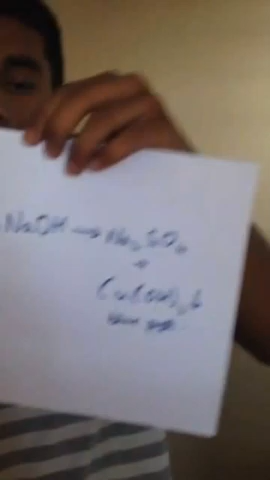 NaOH → Na₂SO₄
+
Cu(OH)₂↓